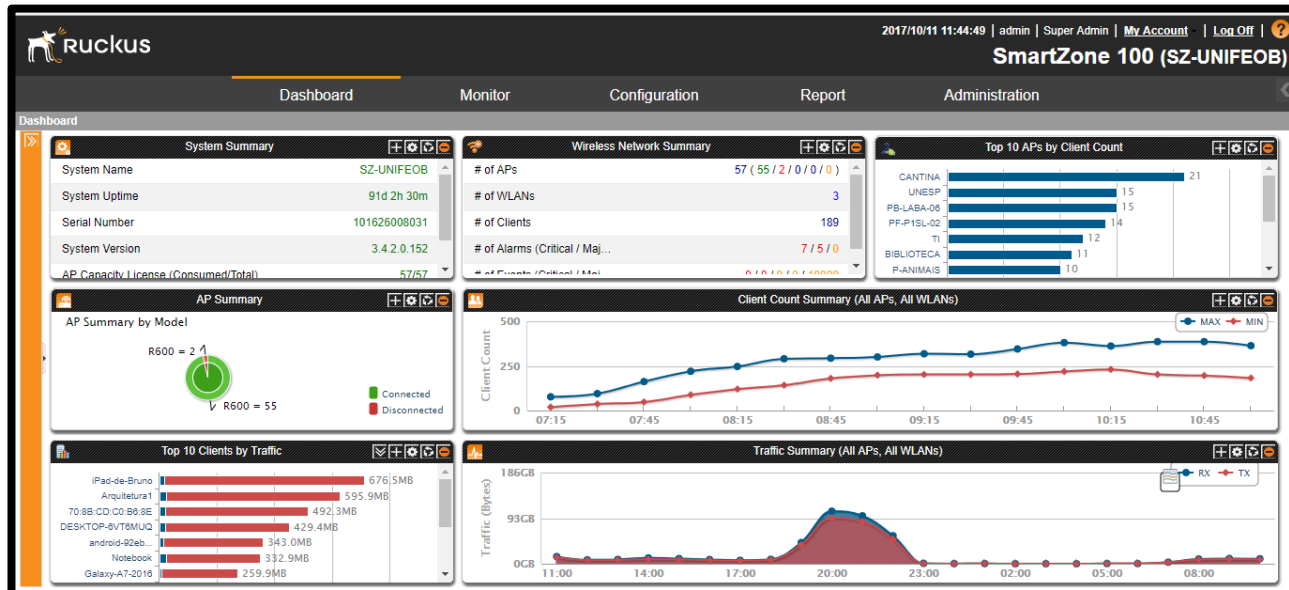 Ruckus
2017/10/11 11:44:49 | admin | Super Admin | My Account | Log Off | ?
SmartZone 100 (SZ-UNIFEOB)
Dashboard Monitor Configuration Report Administration
Dashboard
System Summary
System Name SZ-UNIFEOB
System Uptime 91d 2h 30m
Serial Number 101626008031
System Version 3.4.2.0.152
AP Capacity License (Consumed/Total) 57/57
Wireless Network Summary
# of APs 57 ( 55 / 2 / 0 / 0 / 0 )
# of WLANs 3
# of Clients 189
# of Alarms (Critical / Maj... 7 / 5 / 0
# of Events (Critical / Maj...
Top 10 APs by Client Count
CANTINA 21
UNESP 15
PB-LABA-06 15
PF-P1SL-02 14
TI 12
BIBLIOTECA 11
P-ANIMAIS 10
AP Summary
AP Summary by Model
R600 = 2
R600 = 55
Connected
Disconnected
Client Count Summary (All APs, All WLANs)
MAX MIN
Client Count
500
250
0
07:15 07:45 08:15 08:45 09:15 09:45 10:15 10:45
Top 10 Clients by Traffic
iPad-de-Bruno 676.5MB
Arquitetura1 595.9MB
70:8B:CD:C0:B6:8E 492.3MB
DESKTOP-6VT6MUQ 429.4MB
android-92eb... 343.0MB
Notebook 332.9MB
Galaxy-A7-2016 259.9MB
Traffic Summary (All APs, All WLANs)
RX TX
Traffic (Bytes)
186GB
93GB
0GB
11:00 14:00 17:00 20:00 23:00 02:00 05:00 08:00